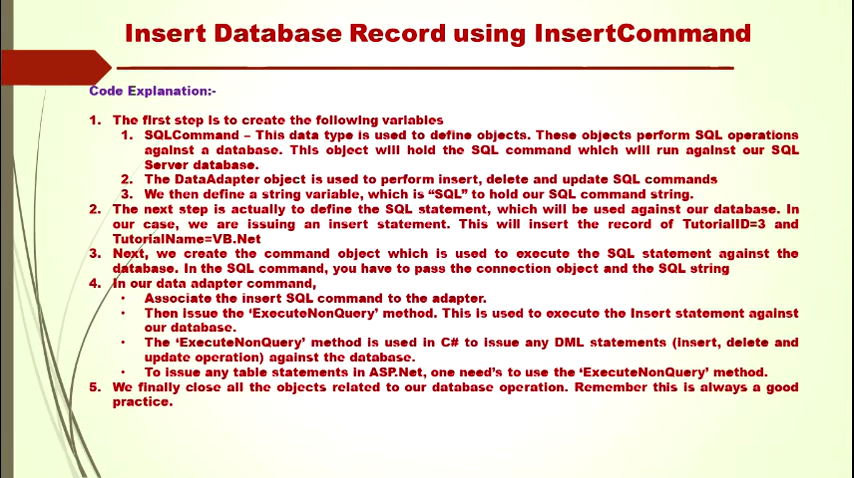 Insert Database Record using InsertCommand
Code Explanation:-
1. The first step is to create the following variables
1. SQLCommand – This data type is used to define objects. These objects perform SQL operations
against a database. This object will hold the SQL command which will run against our SQL
Server database.
2. The DataAdapter object is used to perform insert, delete and update SQL commands
3. We then define a string variable, which is “SQL” to hold our SQL command string.
2. The next step is actually to define the SQL statement, which will be used against our database. In
our case, we are issuing an insert statement. This will insert the record of TutorialID=3 and
TutorialName=VB.Net
3. Next, we create the command object which is used to execute the SQL statement against the
database. In the SQL command, you have to pass the connection object and the SQL string
4. In our data adapter command,
• Associate the insert SQL command to the adapter.
• Then issue the ‘ExecuteNonQuery’ method. This is used to execute the Insert statement against
our database.
• The ‘ExecuteNonQuery’ method is used in C# to issue any DML statements (insert, delete and
update operation) against the database.
• To issue any table statements in ASP.Net, one need’s to use the ‘ExecuteNonQuery’ method.
5. We finally close all the objects related to our database operation. Remember this is always a good
practice.